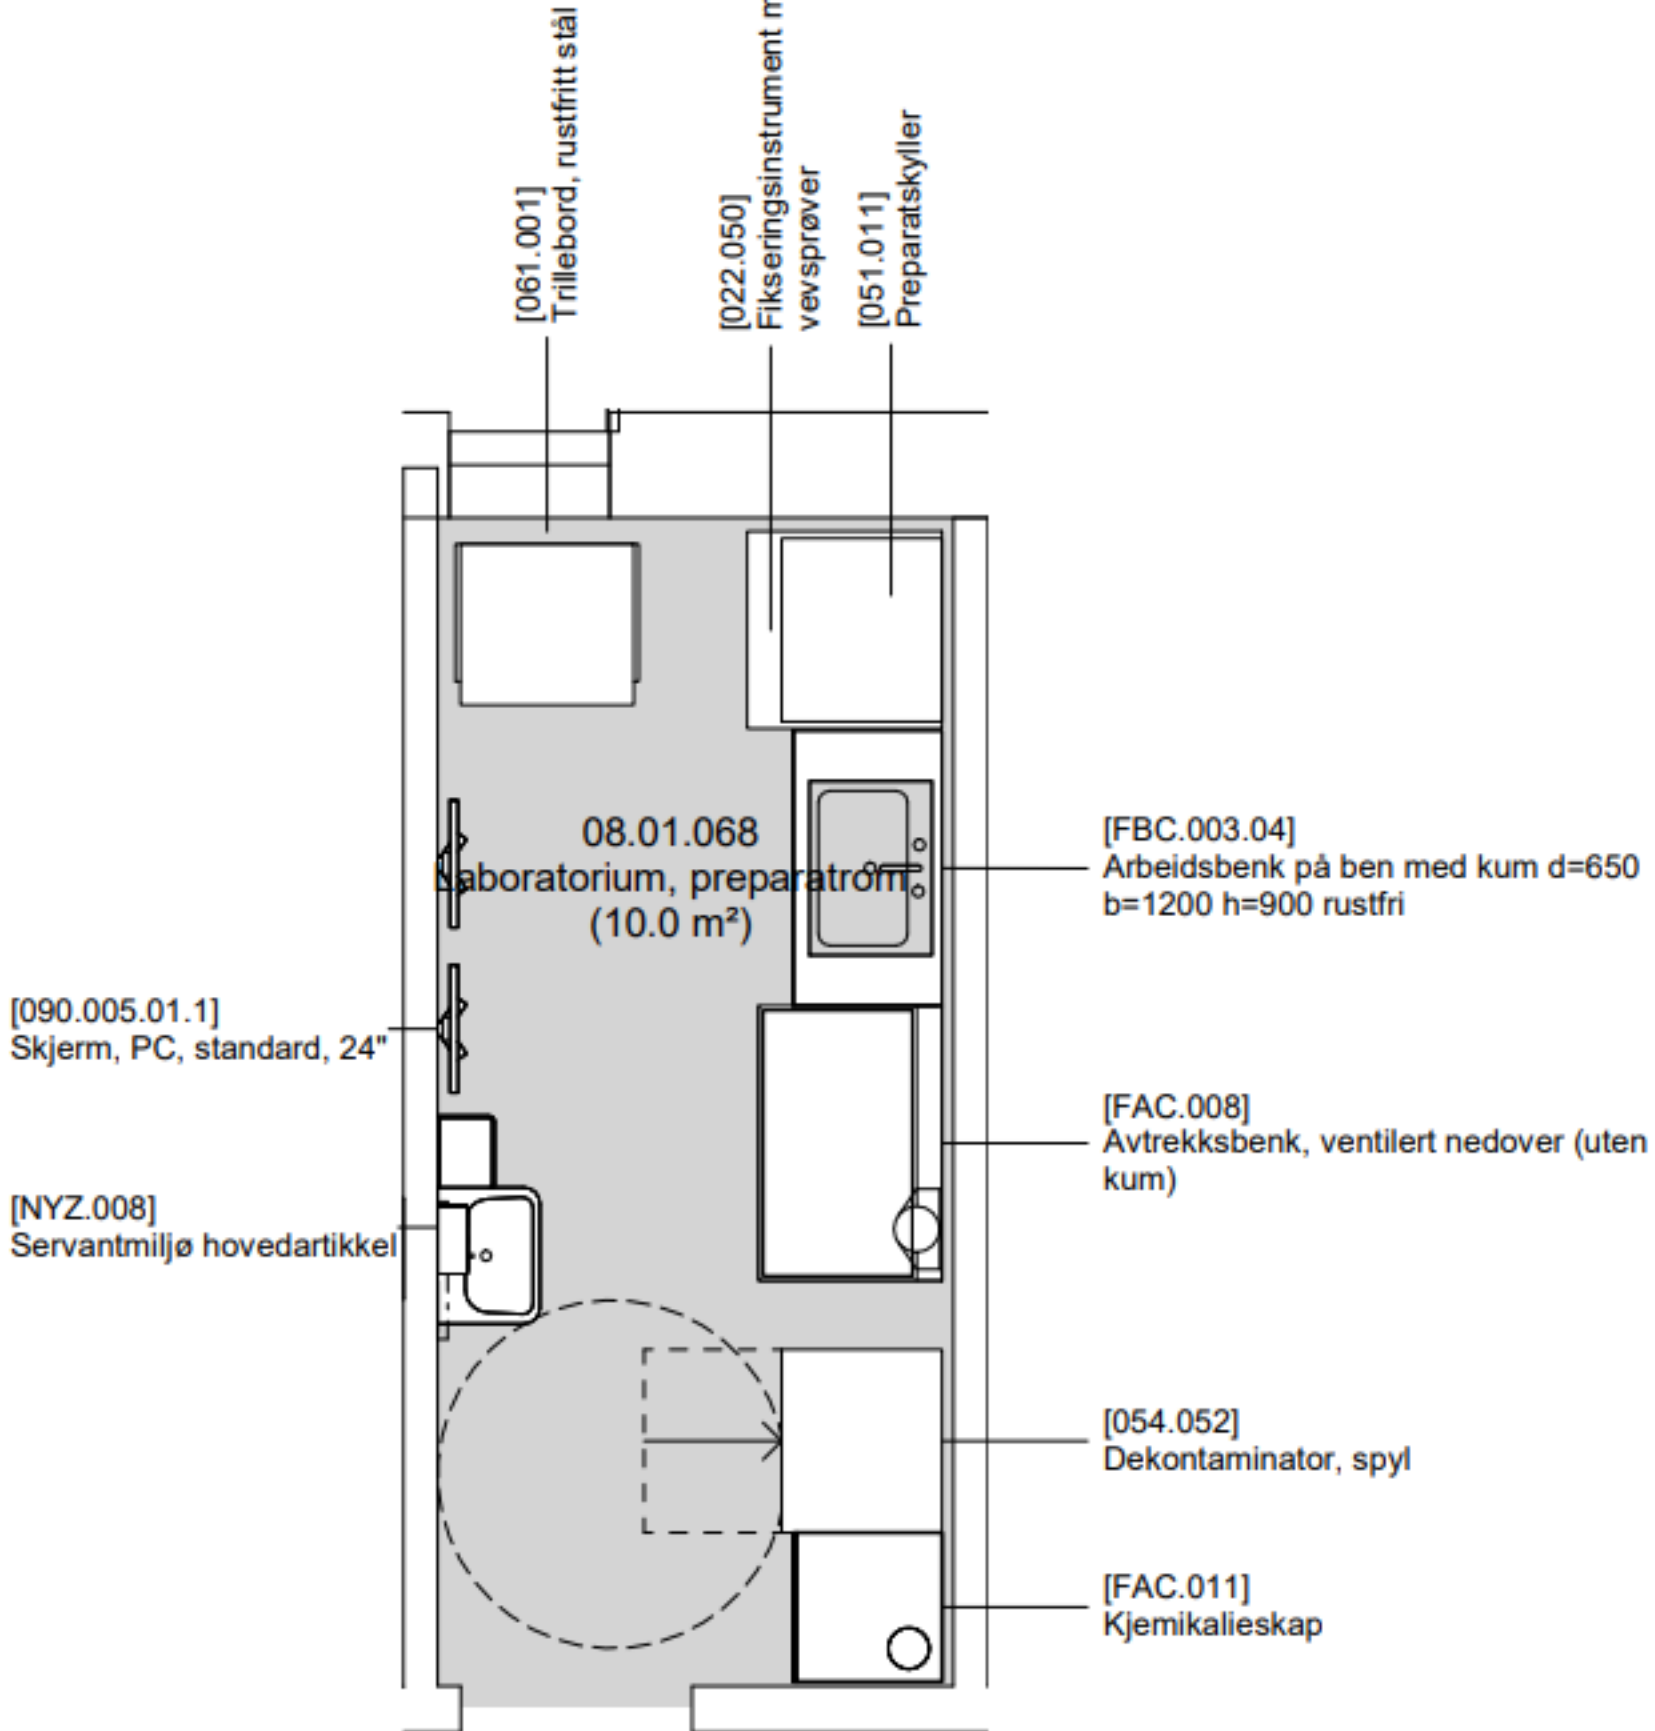 [061.001]
Trillebord, rustfritt stål
[022.050]
Fikseringsinstrument
vevsprøver
[051.011]
Preparatskyller
08.01.068
Laboratorium, preparatrom
(10.0 m²)
[FBC.003.04]
Arbeidsbenk på ben med kum d=650
b=1200 h=900 rustfri
[090.005.01.1]
Skjerm, PC, standard, 24"
[FAC.008]
Avtrekksbenk, ventilert nedover (uten
kum)
[NYZ.008]
Servantmiljø hovedartikkel
[054.052]
Dekontaminator, spyl
[FAC.011]
Kjemikalieskap